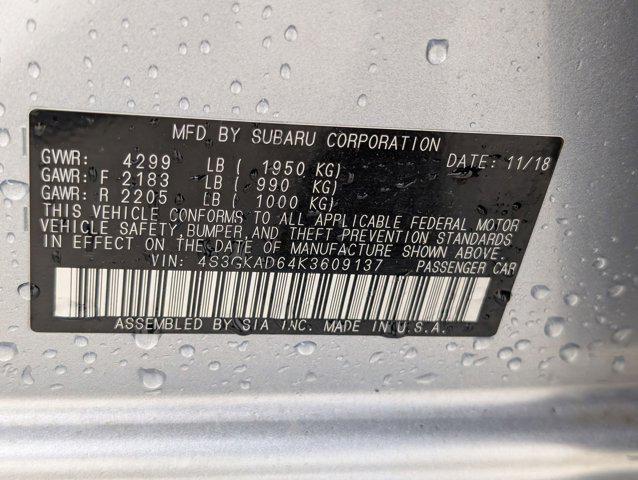 MFD BY SUBARU CORPORATION
GVWR: 4299 LB ( 1950 KG) DATE: 11/18
GAWR: F 2183 LB ( 990 KG)
GAWR: R 2205 LB ( 1000 KG)
THIS VEHICLE CONFORMS TO ALL APPLICABLE FEDERAL MOTOR
VEHICLE SAFETY, BUMPER, AND THEFT PREVENTION STANDARDS
IN EFFECT ON THE DATE OF MANUFACTURE SHOWN ABOVE.
VIN: 4S3GKAD64K3609137 PASSENGER CAR
ASSEMBLED BY SIA INC. MADE IN U.S.A.